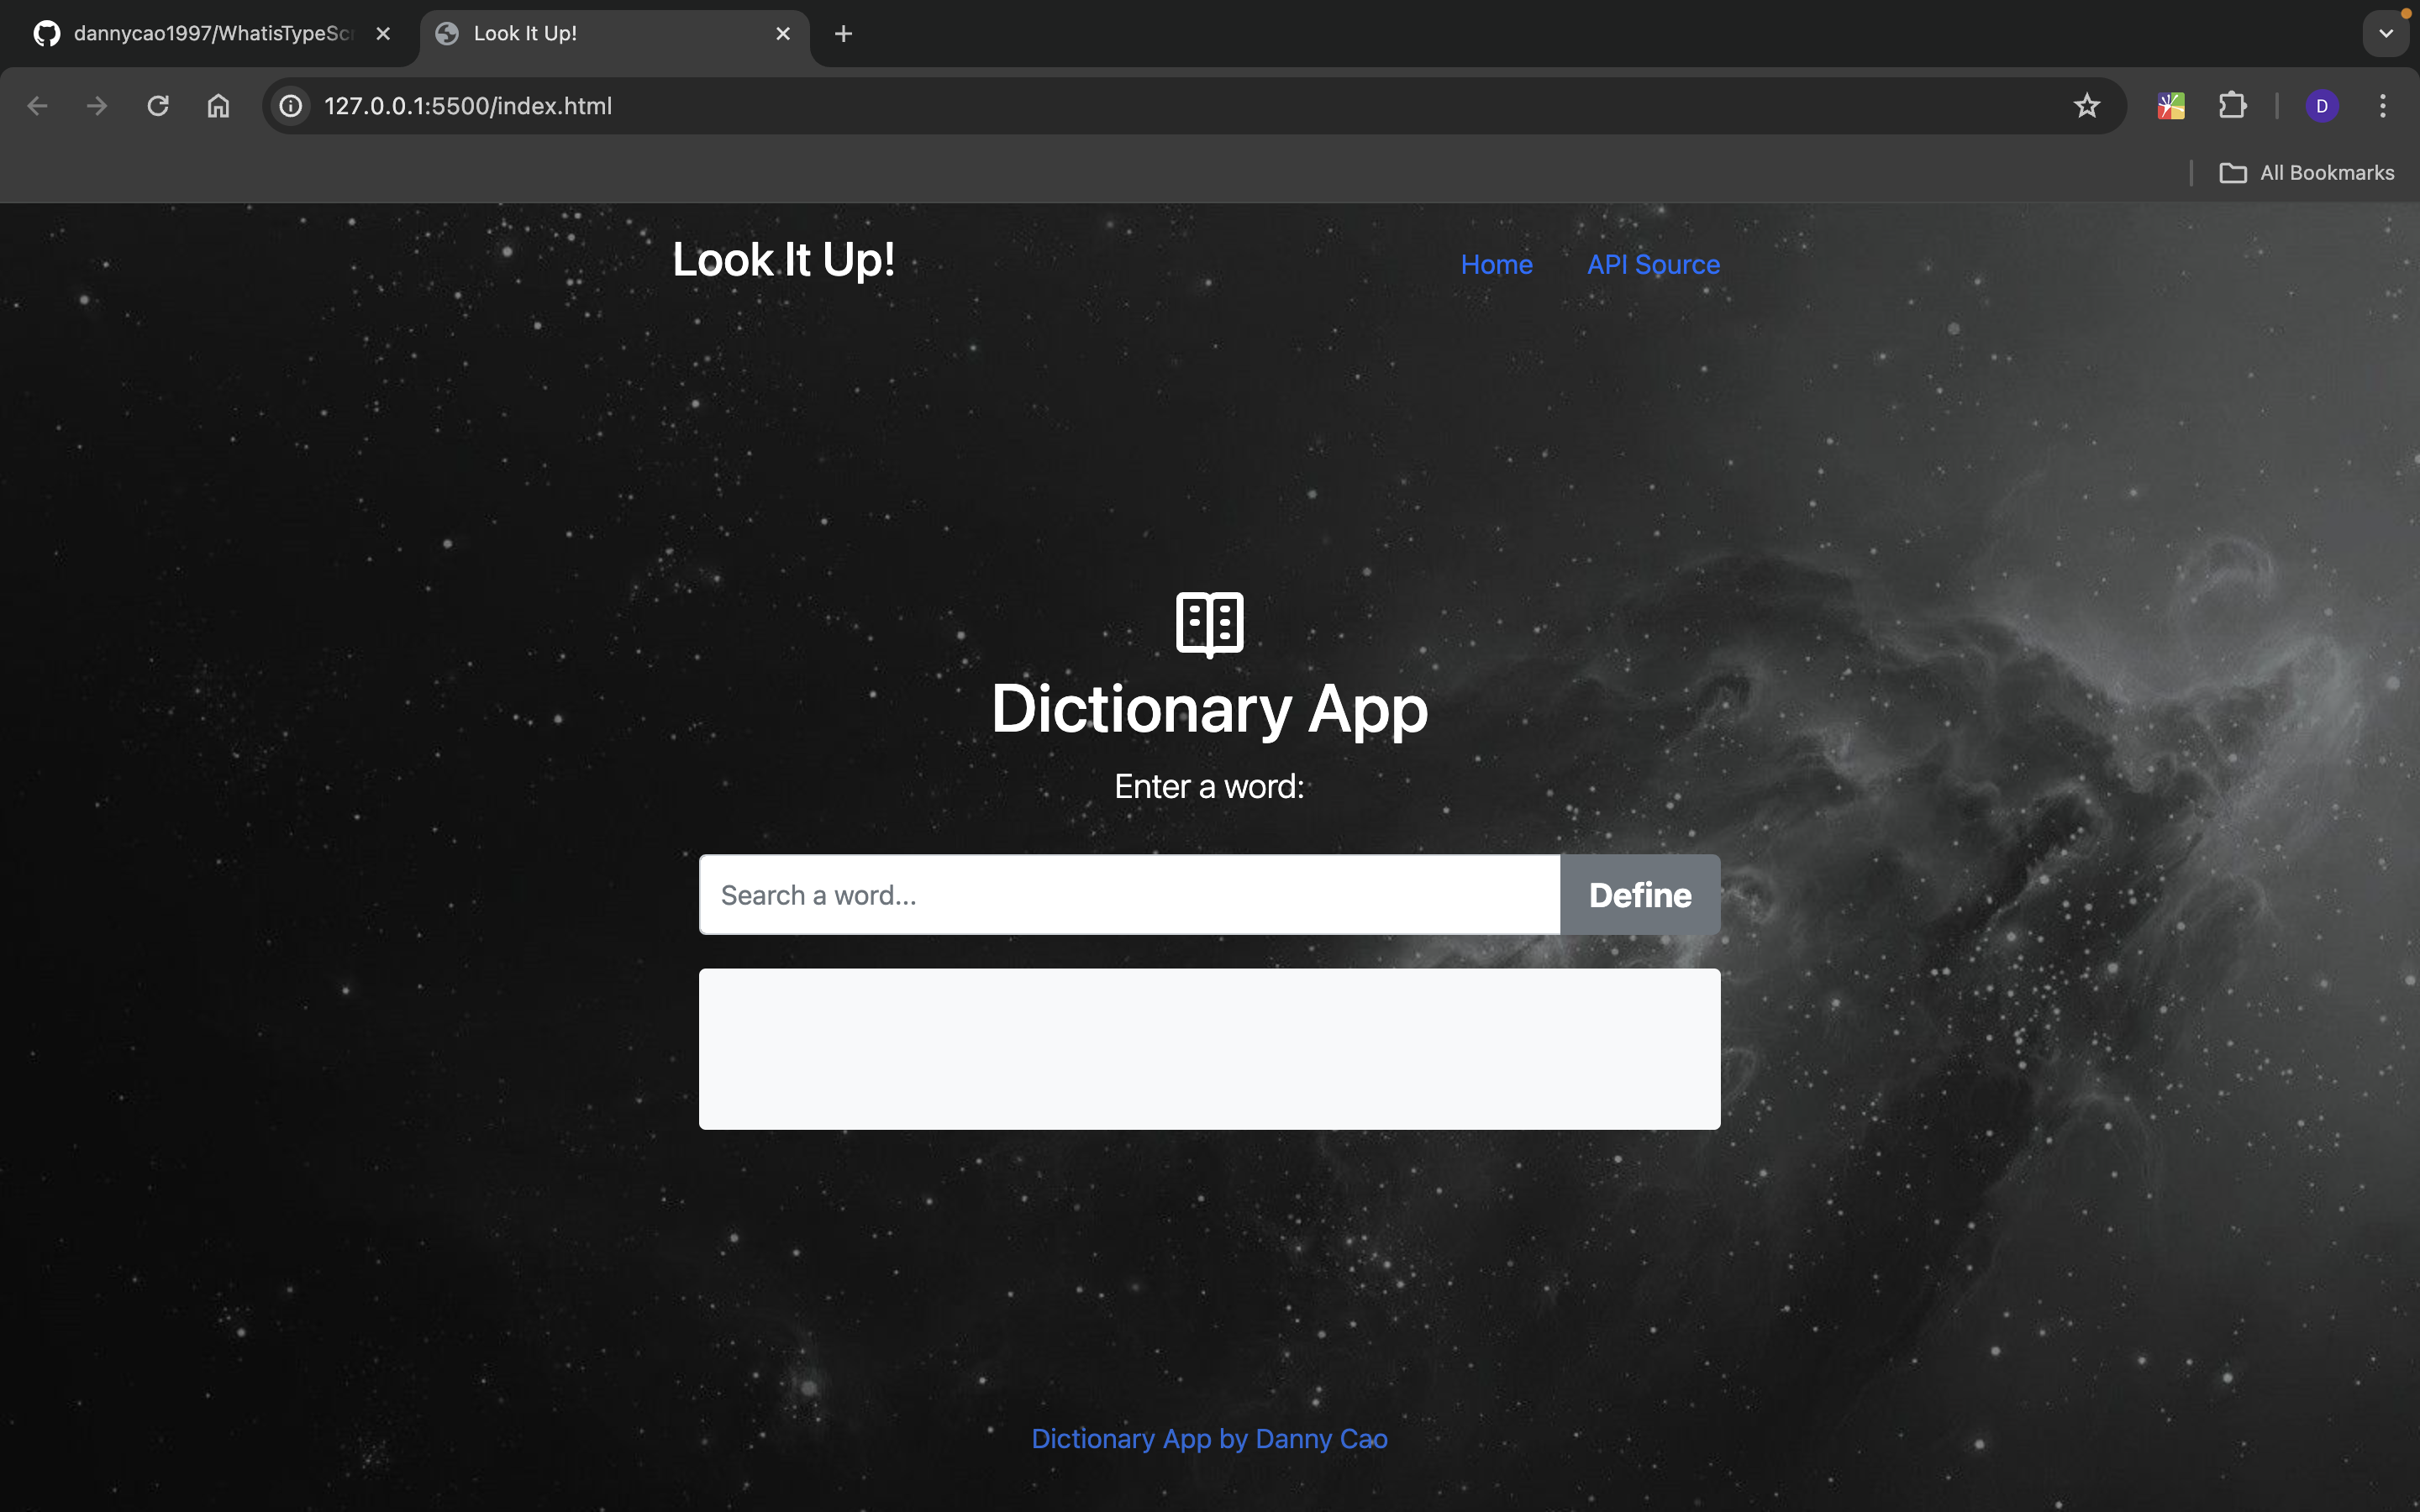 dannycao1997/WhatisTypeScr
Look It Up!
127.0.0.1:5500/index.html
D
All Bookmarks
Look It Up!
Home
API Source
Dictionary App
Enter a word:
Search a word...
Define
Dictionary App by Danny Cao